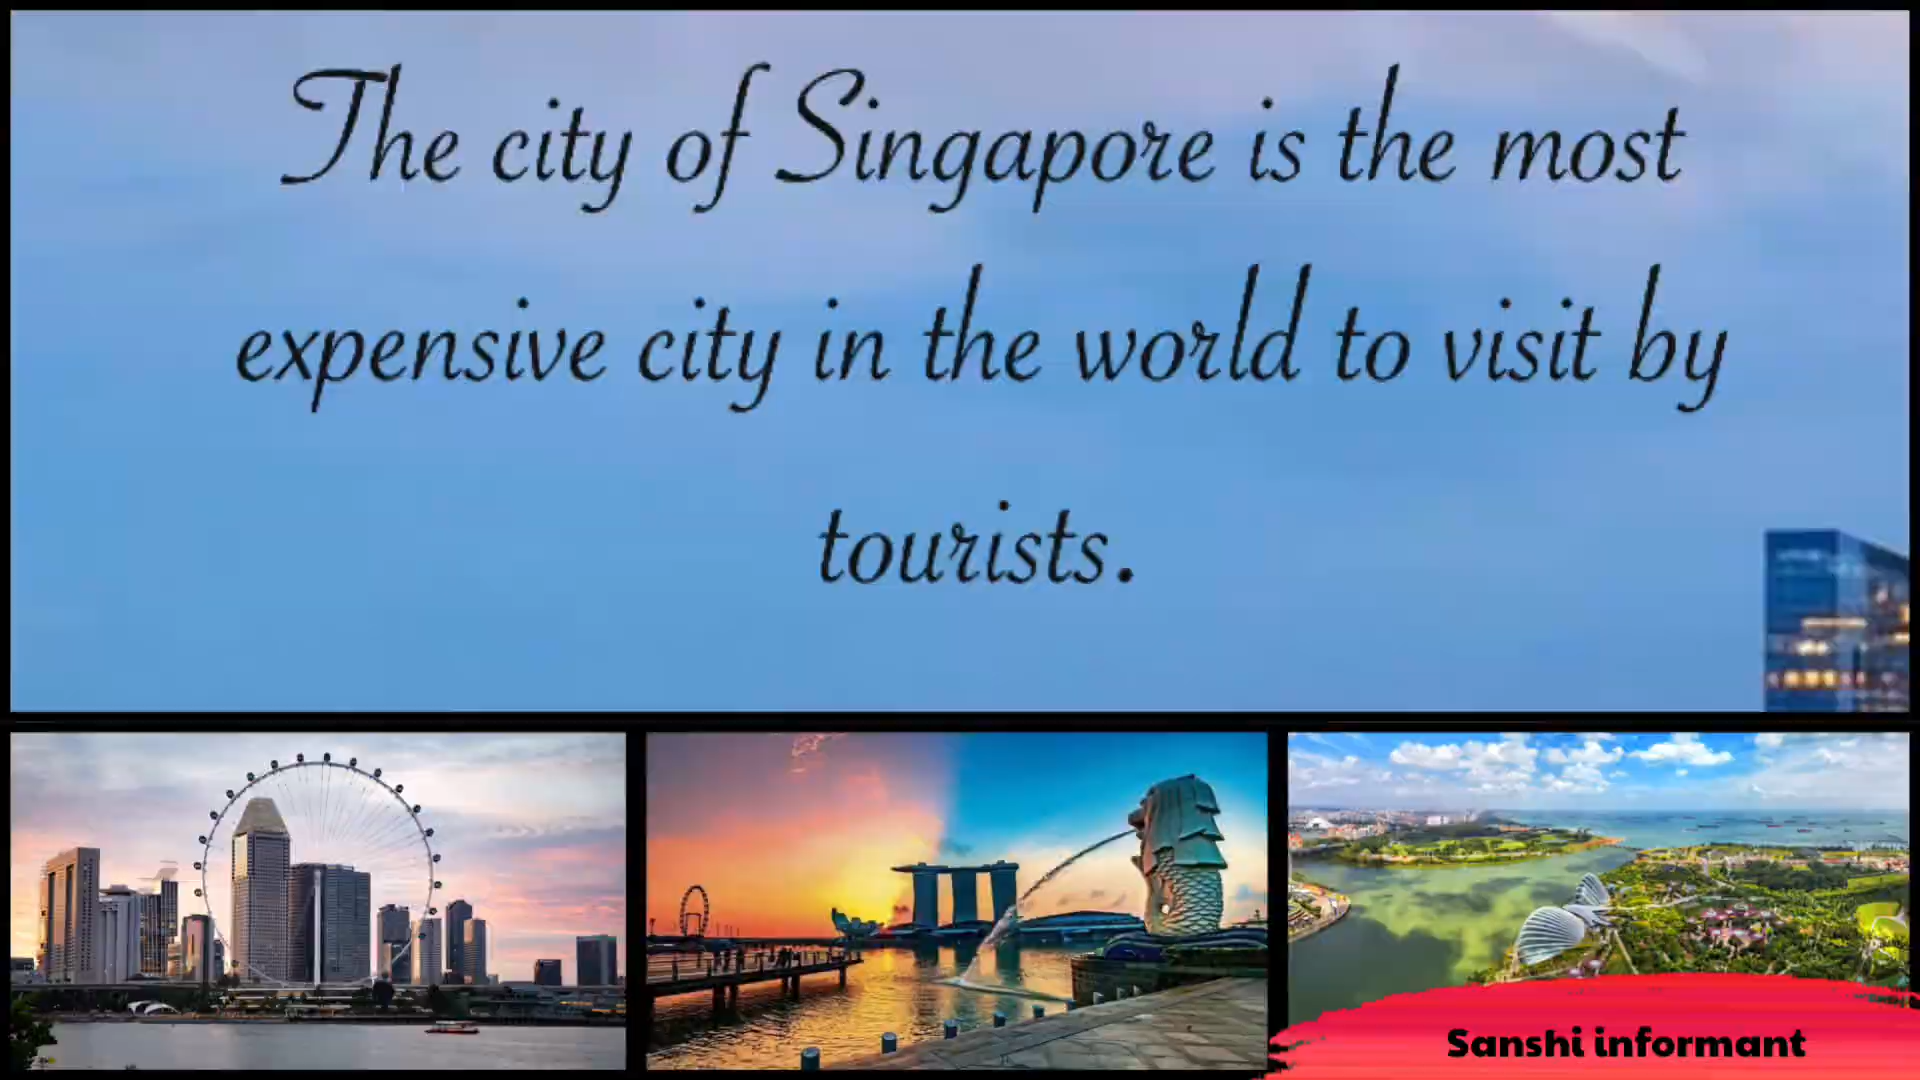 The city of Singapore is the most
expensive city in the world to visit by
tourists.
Sanshi informant